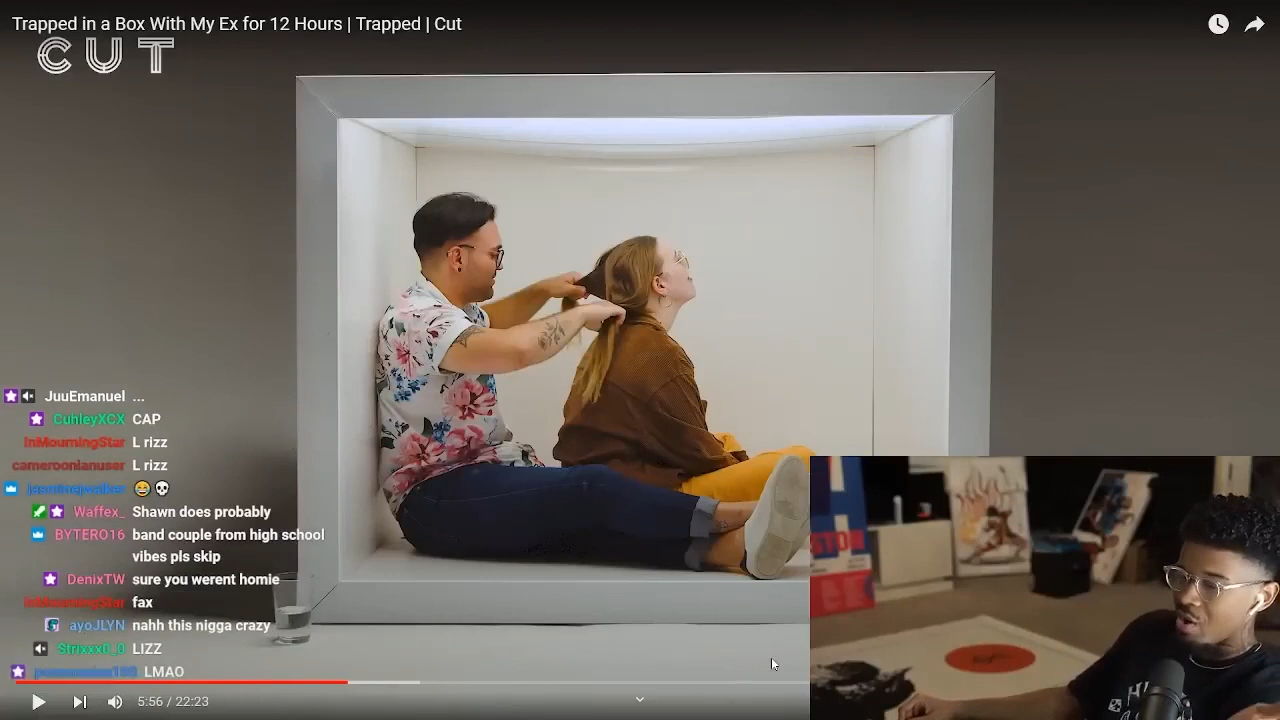 Trapped in a Box With My Ex for 12 Hours | Trapped | Cut
CUT
JuuEmanuel ...
CuhleyXCX CAP
InMourningStar L rizz
cameroonianuser L rizz
jasminejwalker 😂💀
Waffex_ Shawn does probably
BYTERO16 band couple from high school
vibes pls skip
DenixTW sure you werent homie
InMourningStar fax
ayoJLYN nahh this nigga crazy
Strixxx0_0 LIZZ
LMAO
5:56 / 22:23
STON